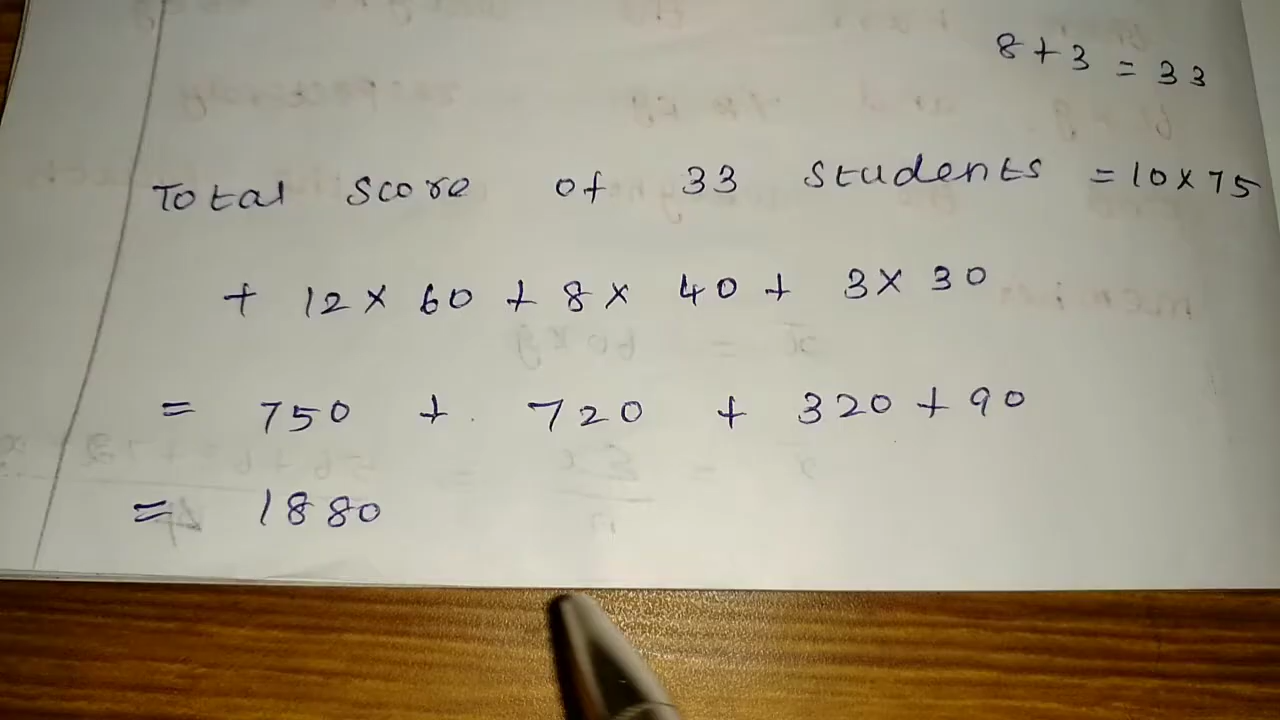 8 + 3 = 33
Total Score of 33 Students = 10 x 75
+ 12 x 60 + 8 x 40 + 3 x 30
= 750 + 720 + 320 + 90
= 1880